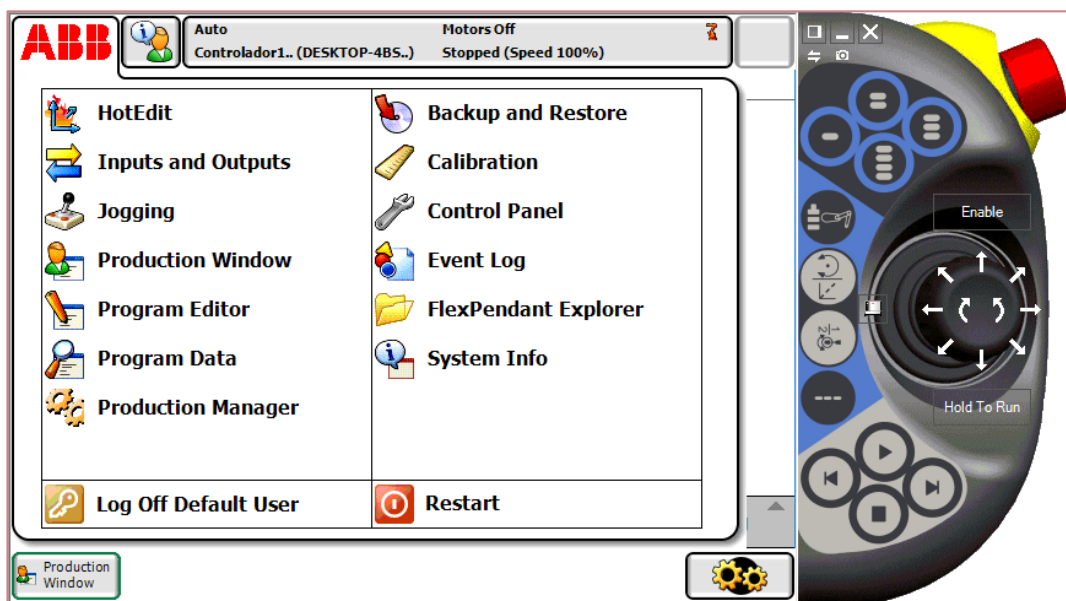 ABB
Auto
Motors Off
Controlador1.. (DESKTOP-4BS..)
Stopped (Speed 100%)
HotEdit
Backup and Restore
Inputs and Outputs
Calibration
Jogging
Control Panel
Production Window
Event Log
Program Editor
FlexPendant Explorer
Program Data
System Info
Production Manager
Log Off Default User
Restart
Production
Window
Enable
Hold To Run